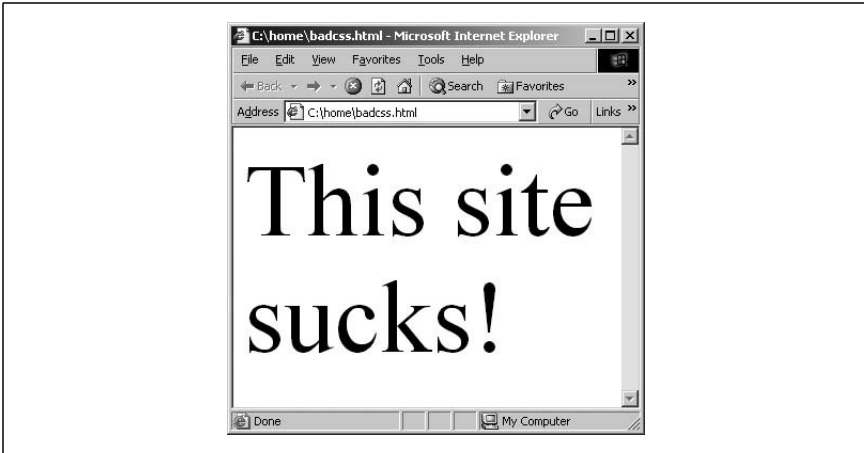 C:\home\badcss.html - Microsoft Internet Explorer
File Edit View Favorites Tools Help
Back Search Favorites »
Address C:\home\badcss.html Go Links »
This site
sucks!
Done My Computer